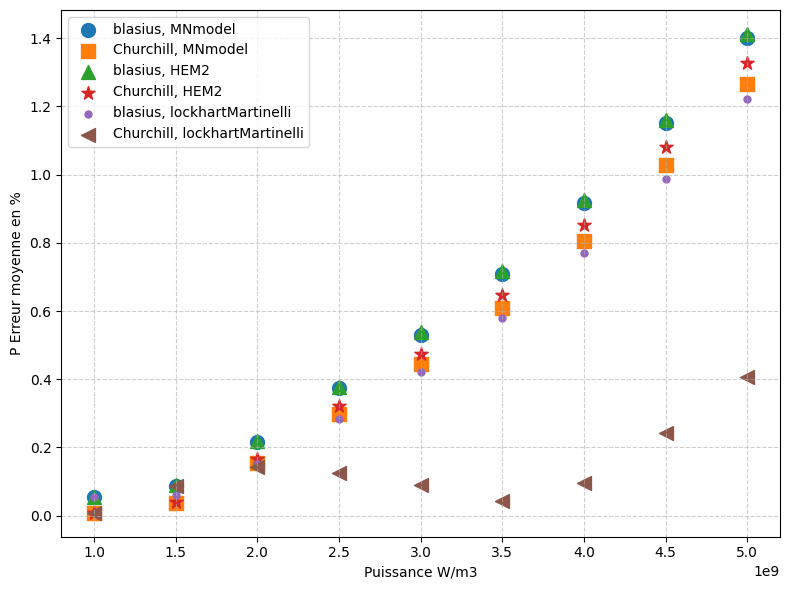 blasius, MNmodel
Churchill, MNmodel
blasius, HEM2
Churchill, HEM2
blasius, lockhartMartinelli
Churchill, lockhartMartinelli
P Erreur moyenne en %
1.4
1.2
1.0
0.8
0.6
0.4
0.2
0.0
1.0 1.5 2.0 2.5 3.0 3.5 4.0 4.5 5.0
Puissance W/m3
1e9